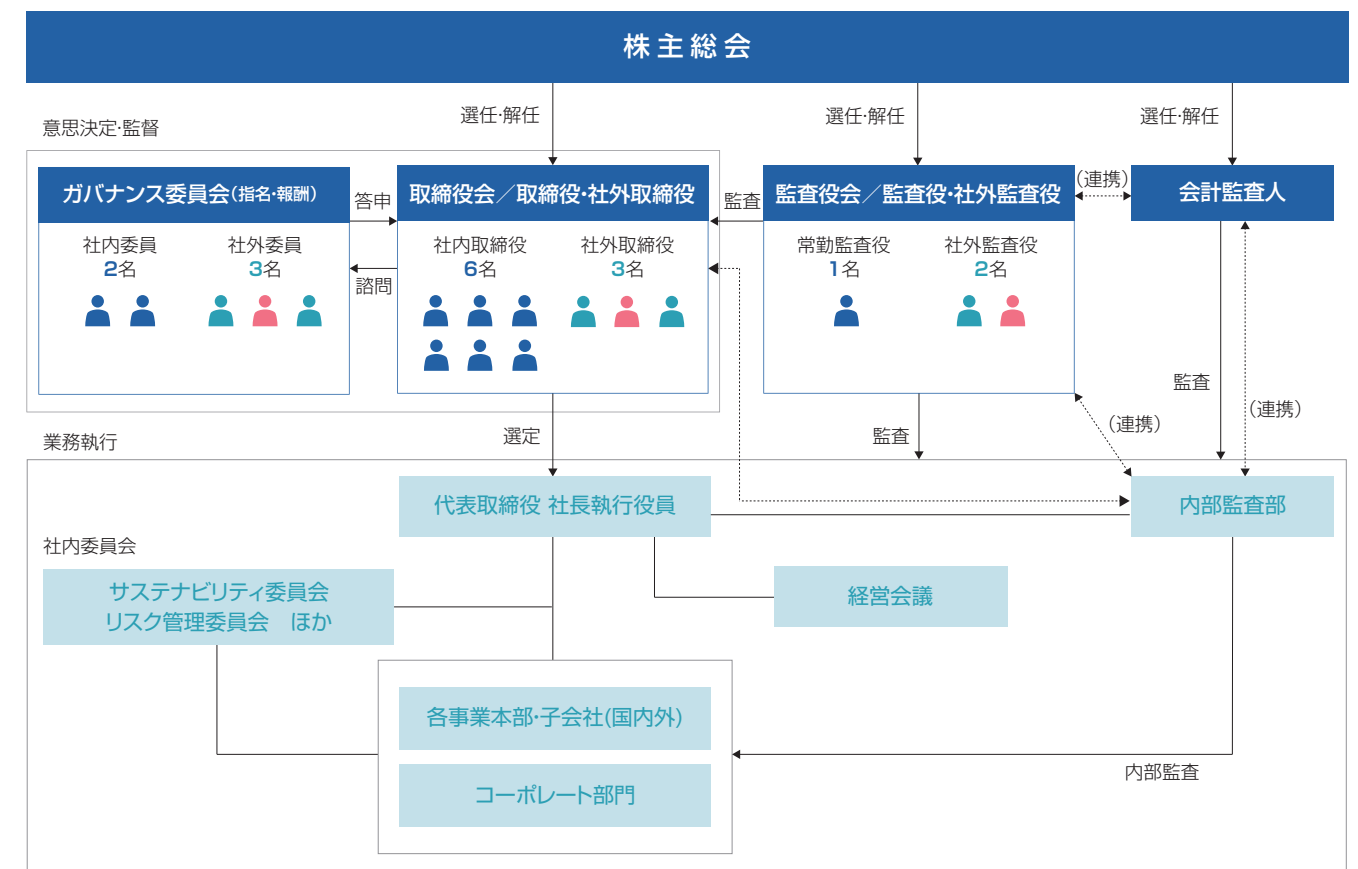 株主総会
選任・解任
選任・解任
選任・解任
意思決定・監督
ガバナンス委員会(指名・報酬)
答申
取締役会/取締役・社外取締役
監査
監査役会/監査役・社外監査役
(連携)
会計監査人
社内委員
2名
社外委員
3名
諮問
社内取締役
6名
社外取締役
3名
常勤監査役
1名
社外監査役
2名
監査
(連携)
(連携)
業務執行
選定
監査
代表取締役 社長執行役員
内部監査部
社内委員会
サステナビリティ委員会
リスク管理委員会 ほか
経営会議
各事業本部・子会社(国内外)
コーポレート部門
内部監査